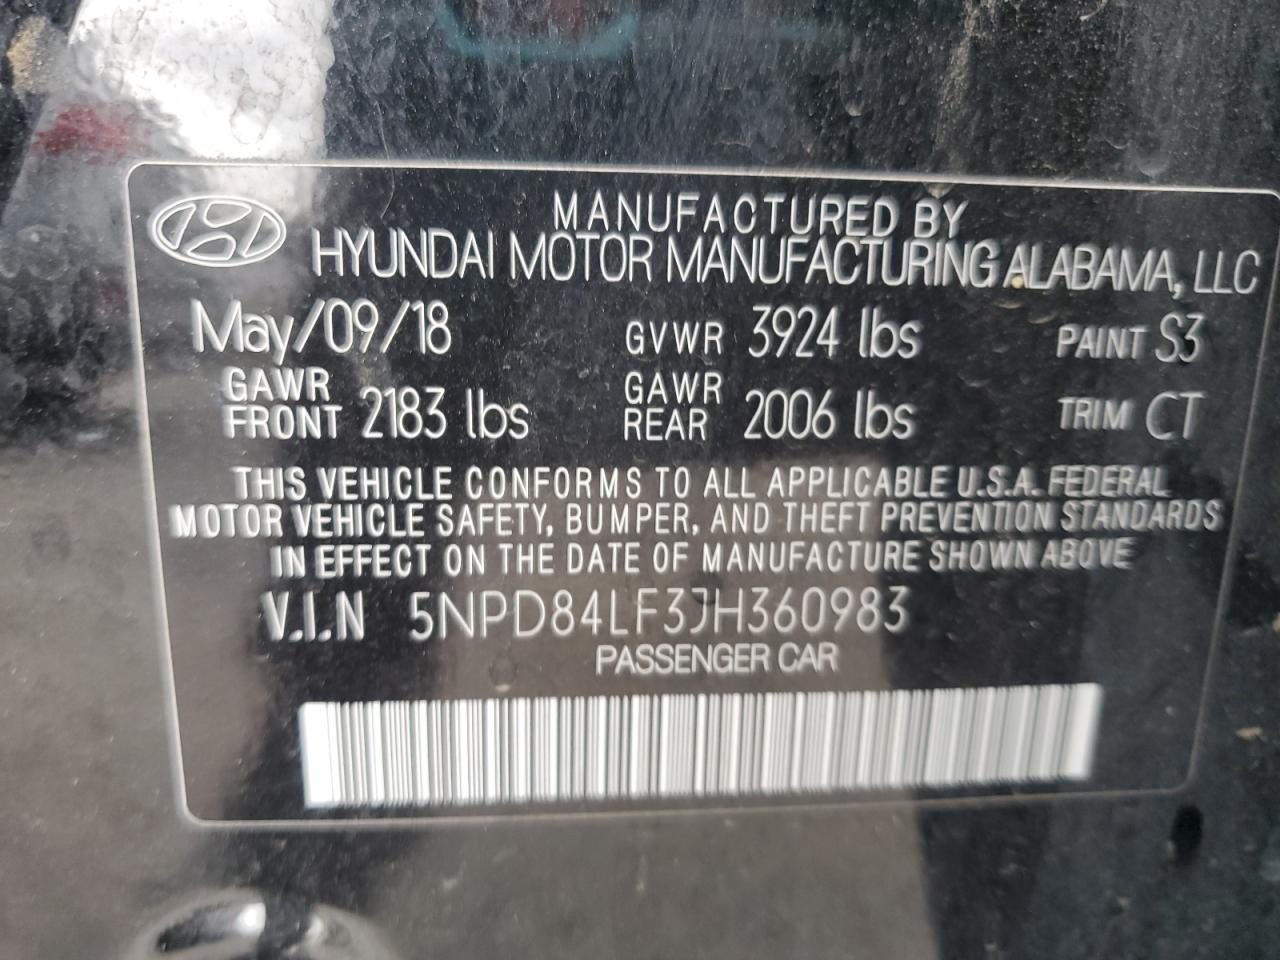 MANUFACTURED BY
HYUNDAI MOTOR MANUFACTURING ALABAMA, LLC
May/09/18 GVWR 3924 lbs PAINT S3
GAWR FRONT 2183 lbs GAWR REAR 2006 lbs TRIM CT
THIS VEHICLE CONFORMS TO ALL APPLICABLE U.S.A. FEDERAL
MOTOR VEHICLE SAFETY, BUMPER, AND THEFT PREVENTION STANDARDS
IN EFFECT ON THE DATE OF MANUFACTURE SHOWN ABOVE
V.I.N 5NPD84LF3JH360983
PASSENGER CAR